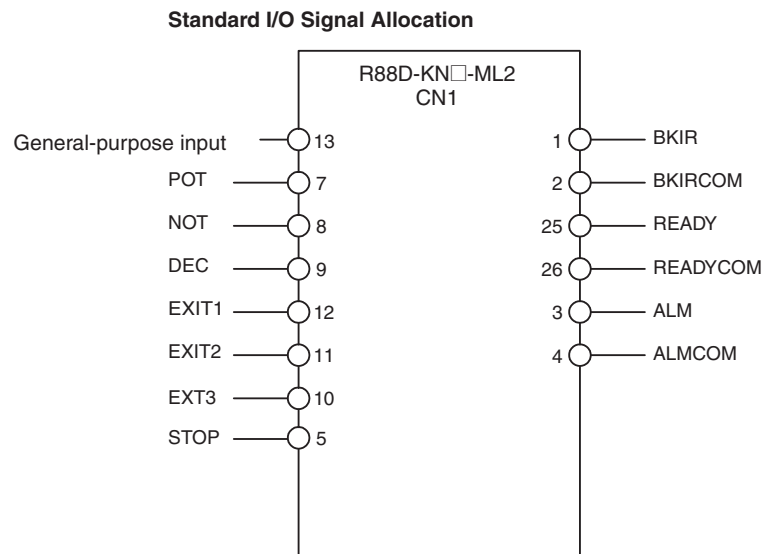 Standard I/O Signal Allocation
R88D-KN□-ML2
CN1
General-purpose input 13 1 BKIR
POT 7 2 BKIRCOM
NOT 8 25 READY
DEC 9 26 READYCOM
EXIT1 12 3 ALM
EXIT2 11 4 ALMCOM
EXT3 10
STOP 5